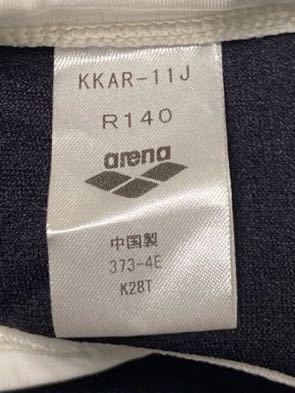 KKAR-11J
R140
arena
中国製
373-4E
K28T